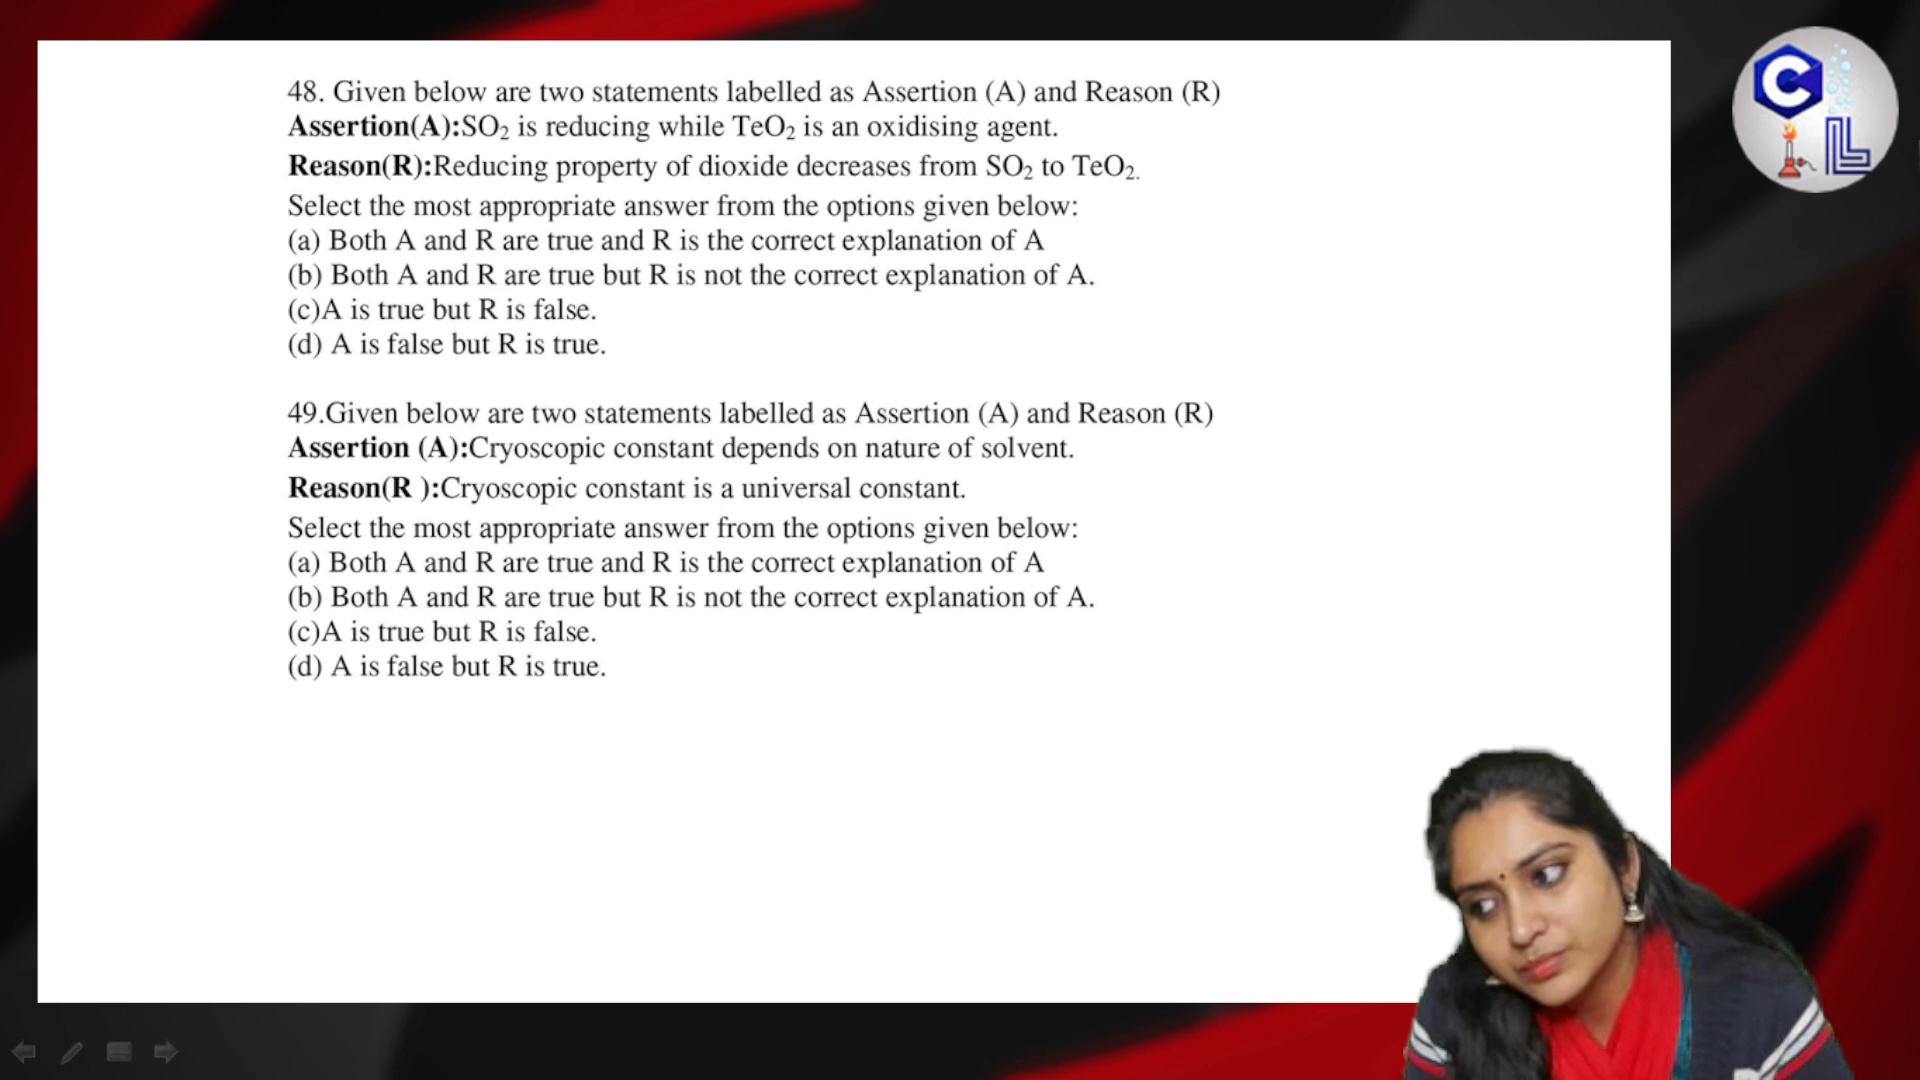 48. Given below are two statements labelled as Assertion (A) and Reason (R)
Assertion(A):SO₂ is reducing while TeO₂ is an oxidising agent.
Reason(R):Reducing property of dioxide decreases from SO₂ to TeO₂.
Select the most appropriate answer from the options given below:
(a) Both A and R are true and R is the correct explanation of A
(b) Both A and R are true but R is not the correct explanation of A.
(c)A is true but R is false.
(d) A is false but R is true.
49.Given below are two statements labelled as Assertion (A) and Reason (R)
Assertion (A):Cryoscopic constant depends on nature of solvent.
Reason(R ):Cryoscopic constant is a universal constant.
Select the most appropriate answer from the options given below:
(a) Both A and R are true and R is the correct explanation of A
(b) Both A and R are true but R is not the correct explanation of A.
(c)A is true but R is false.
(d) A is false but R is true.
C L